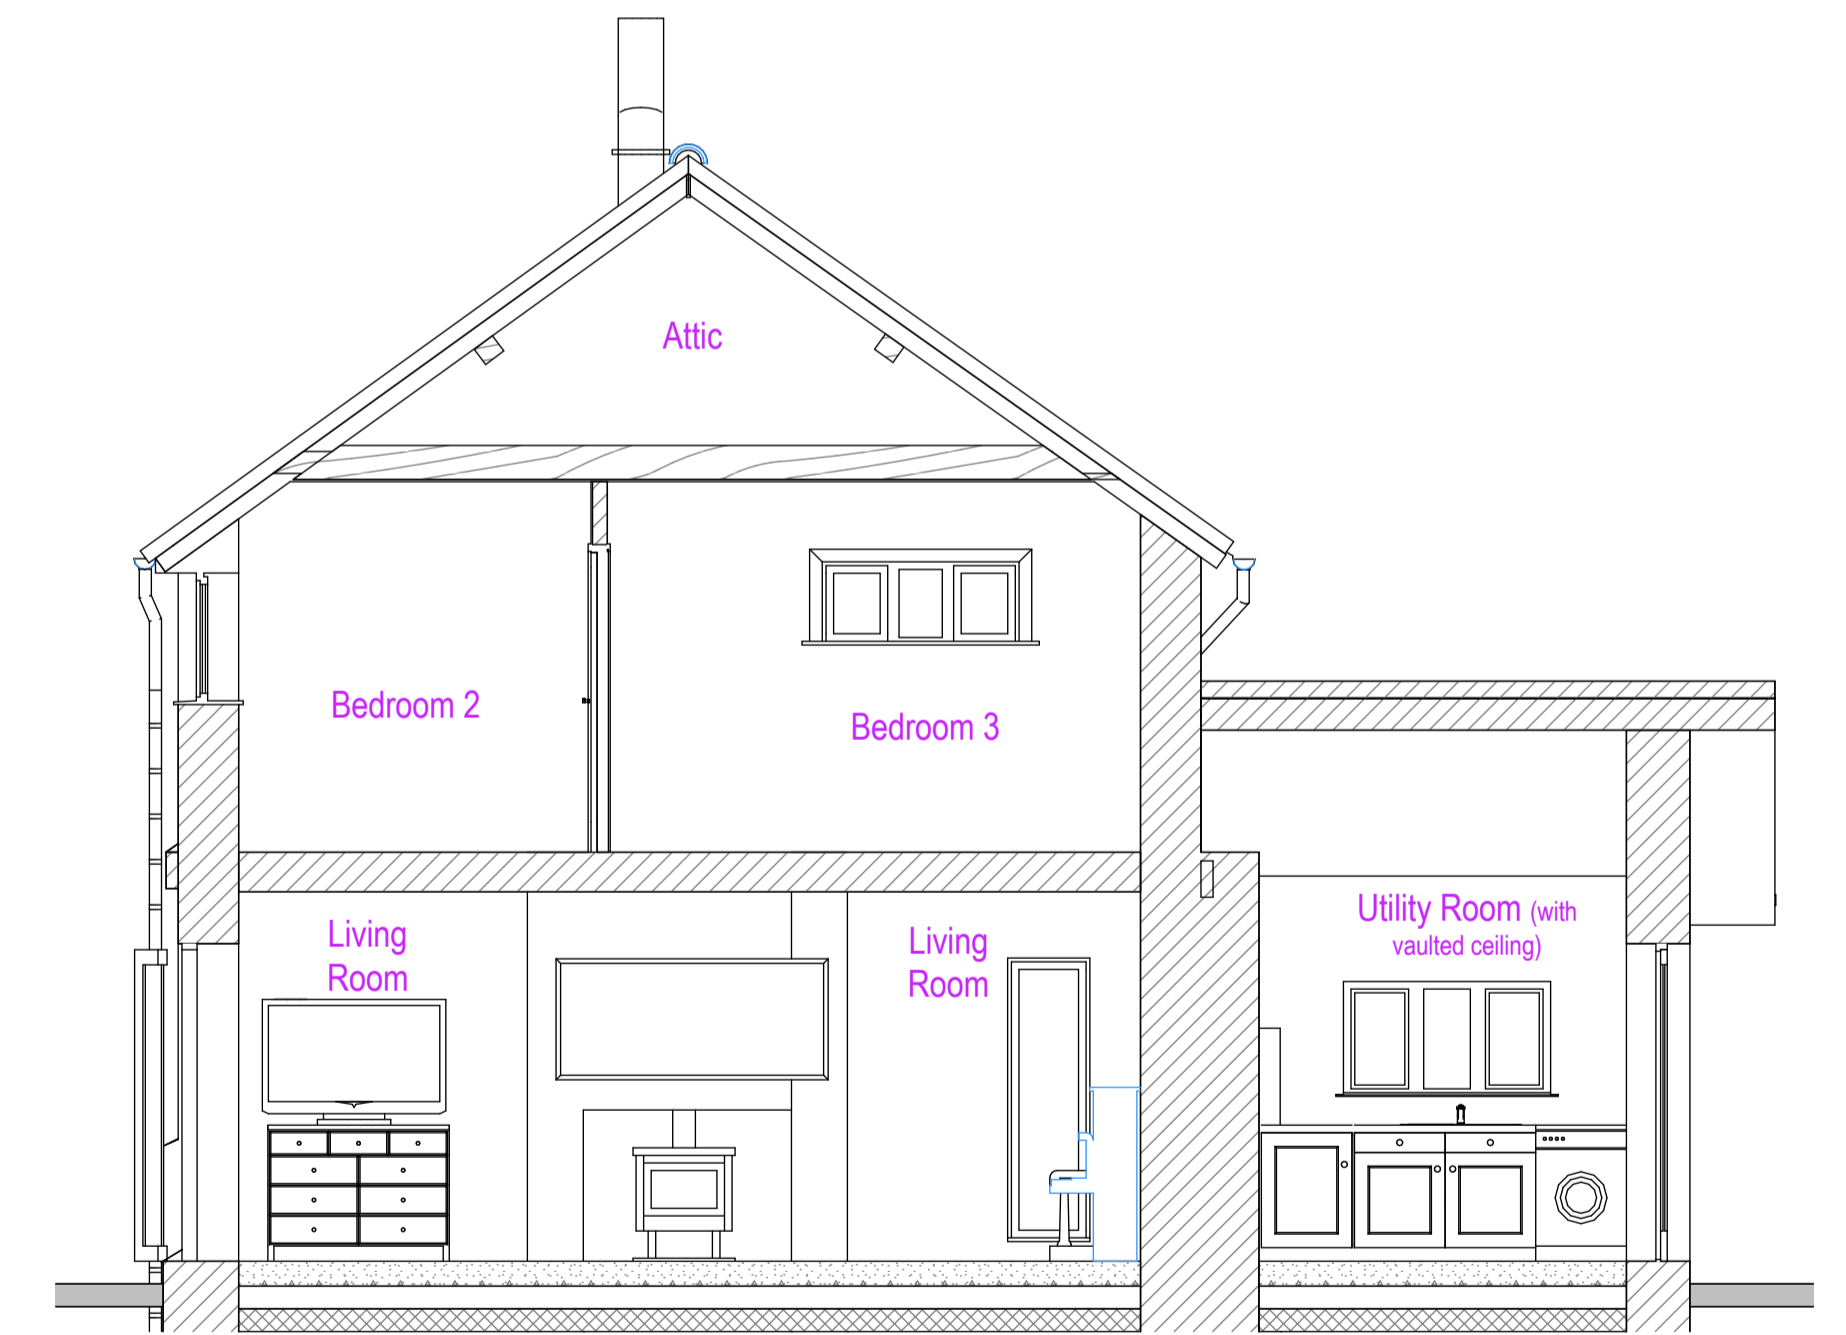 Attic
Bedroom 2
Bedroom 3
Living
Room
Living
Room
Utility Room (with
vaulted ceiling)